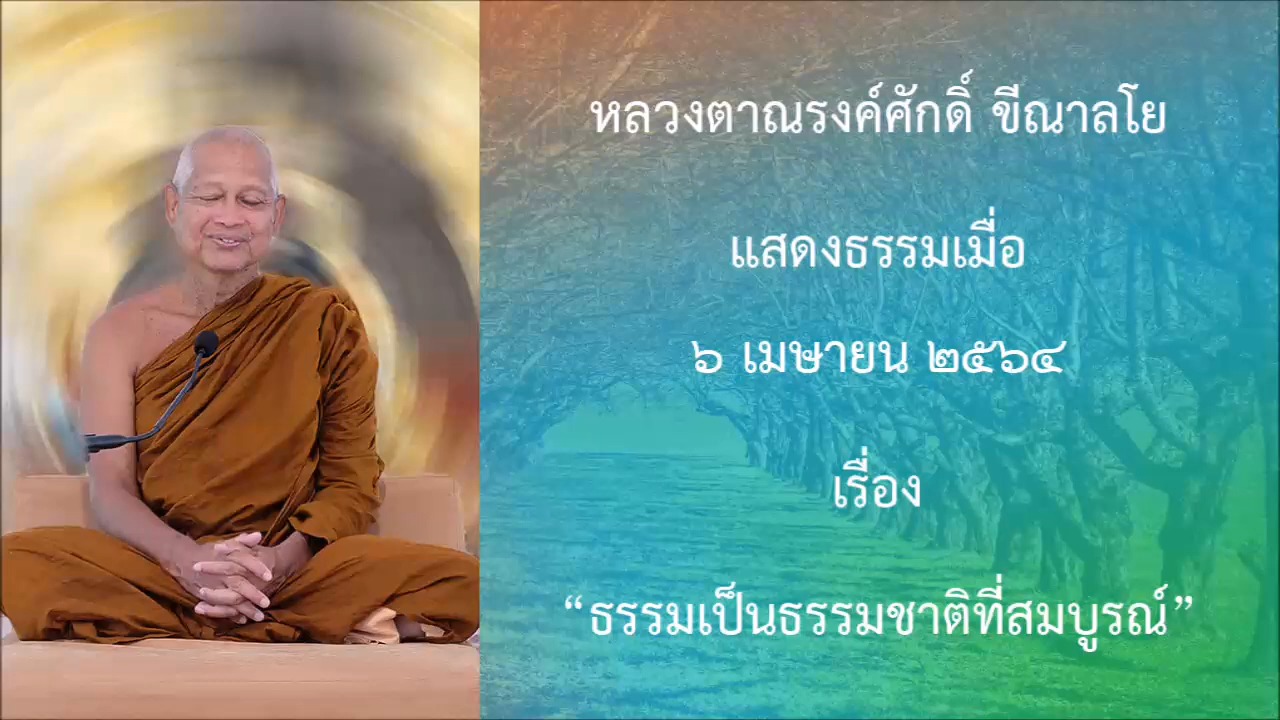 หลวงตาณรงค์ศักดิ์ ขีณาลโย
แสดงธรรมเมื่อ
๖ เมษายน ๒๕๖๔
เรื่อง
“ธรรมเป็นธรรมชาติที่สมบูรณ์”